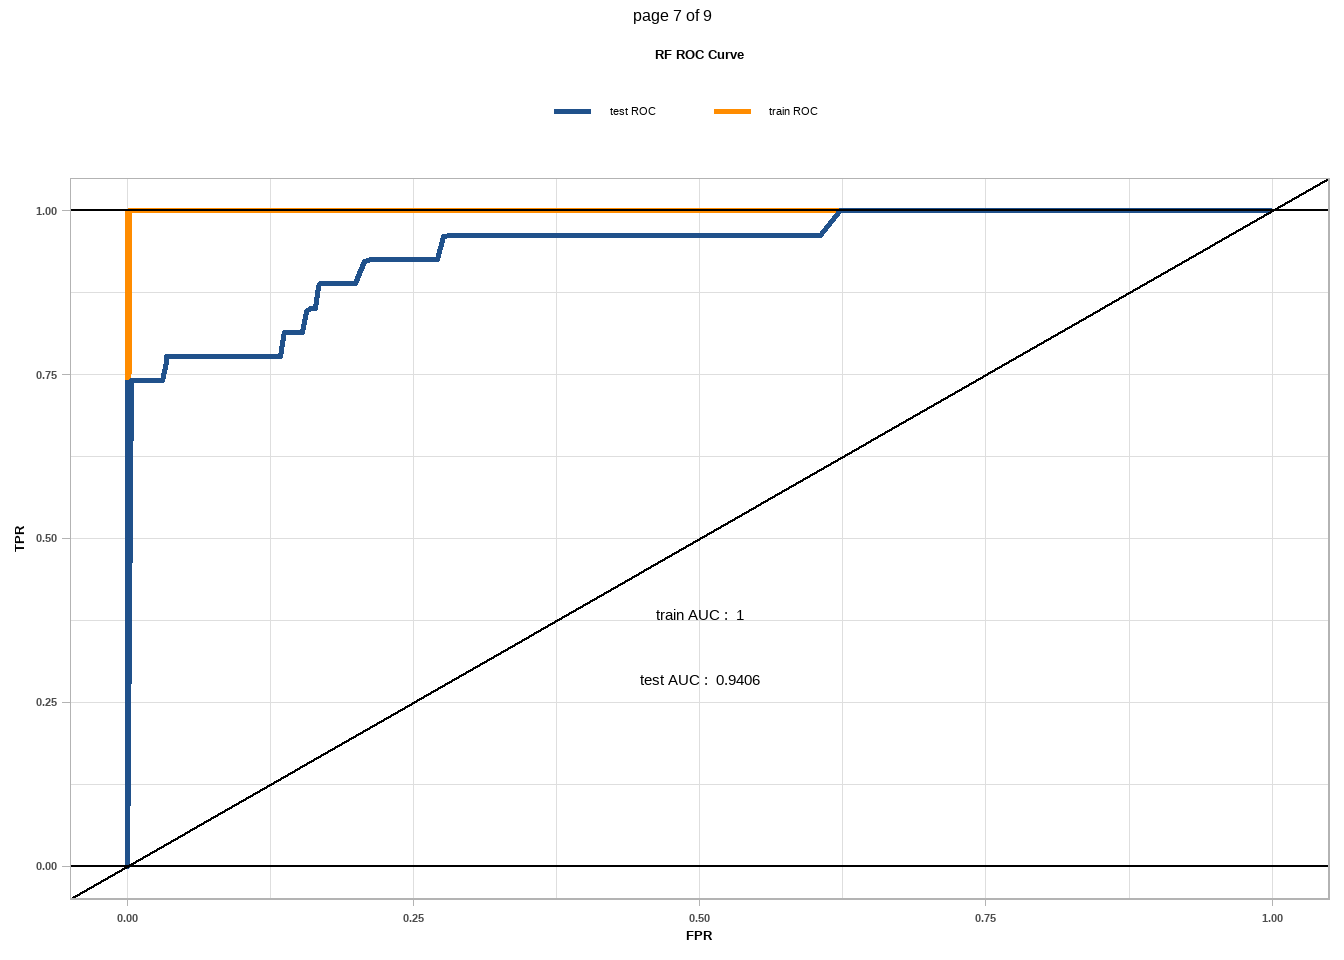 page 7 of 9
RF ROC Curve
test ROC train ROC
1.00
0.75
0.50
0.25
0.00
TPR
train AUC : 1
test AUC : 0.9406
0.00 0.25 0.50 0.75 1.00
FPR